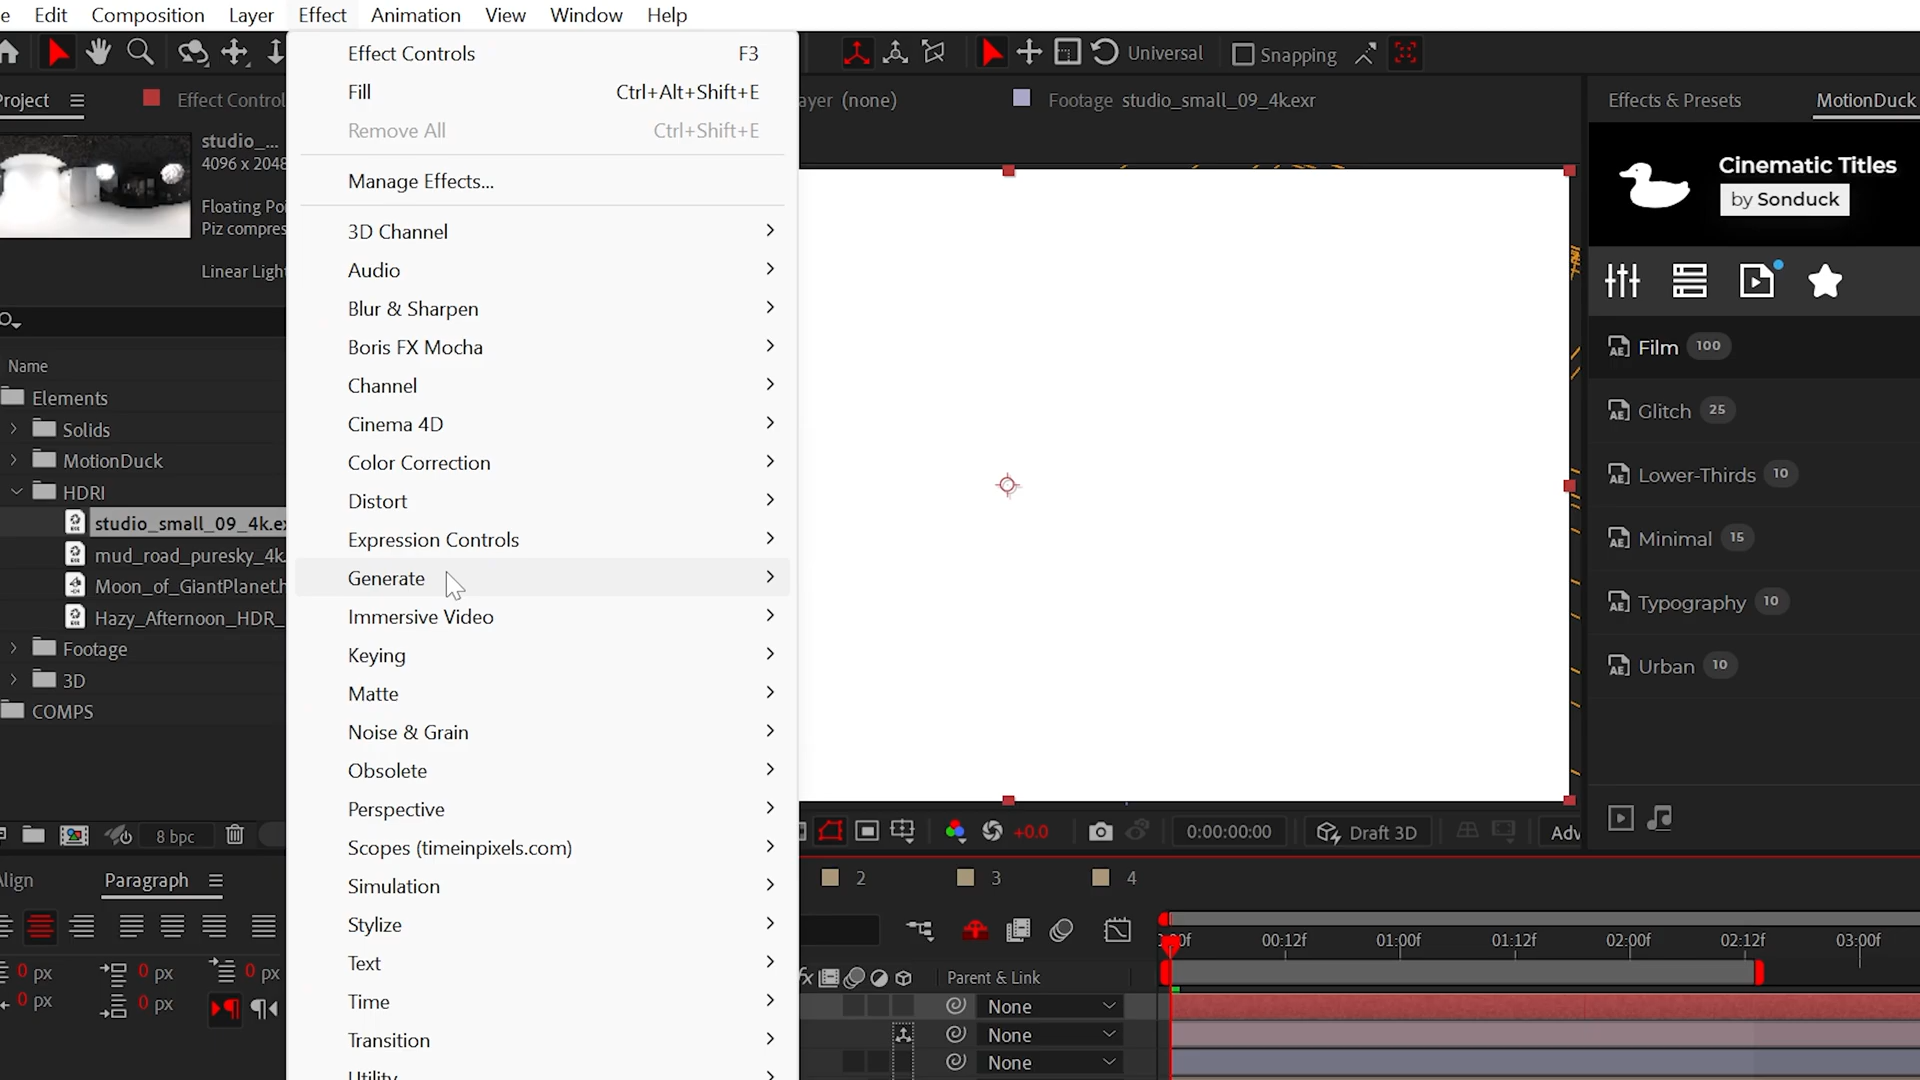 Edit Composition Layer Effect Animation View Window Help
Universal Snapping
Project Effect Control
ayer (none) Footage studio_small_09_4k.exr
Effects & Presets MotionDuck
studio_...
4096 x 2048
Floating Poi
Piz compres
Linear Ligh
Name
Elements
Solids
MotionDuck
HDRI
studio_small_09_4k.e
mud_road_puresky_4k.
Moon_of_GiantPlanet.h
Hazy_Afternoon_HDR_
Footage
3D
COMPS
8 bpc
Align Paragraph
0 px 0 px 0 px
0 px 0 px
Effect Controls F3
Fill Ctrl+Alt+Shift+E
Remove All Ctrl+Shift+E
Manage Effects...
3D Channel
Audio
Blur & Sharpen
Boris FX Mocha
Channel
Cinema 4D
Color Correction
Distort
Expression Controls
Generate
Immersive Video
Keying
Matte
Noise & Grain
Obsolete
Perspective
Scopes (timeinpixels.com)
Simulation
Stylize
Text
Time
Transition
Utility
Cinematic Titles
by Sonduck
Film 100
Glitch 25
Lower-Thirds 10
Minimal 15
Typography 10
Urban 10
+0.0 0:00:00:00 Draft 3D Adv
2 3 4
:00f 00:12f 01:00f 01:12f 02:00f 02:12f 03:00f
fx Parent & Link
None
None
None